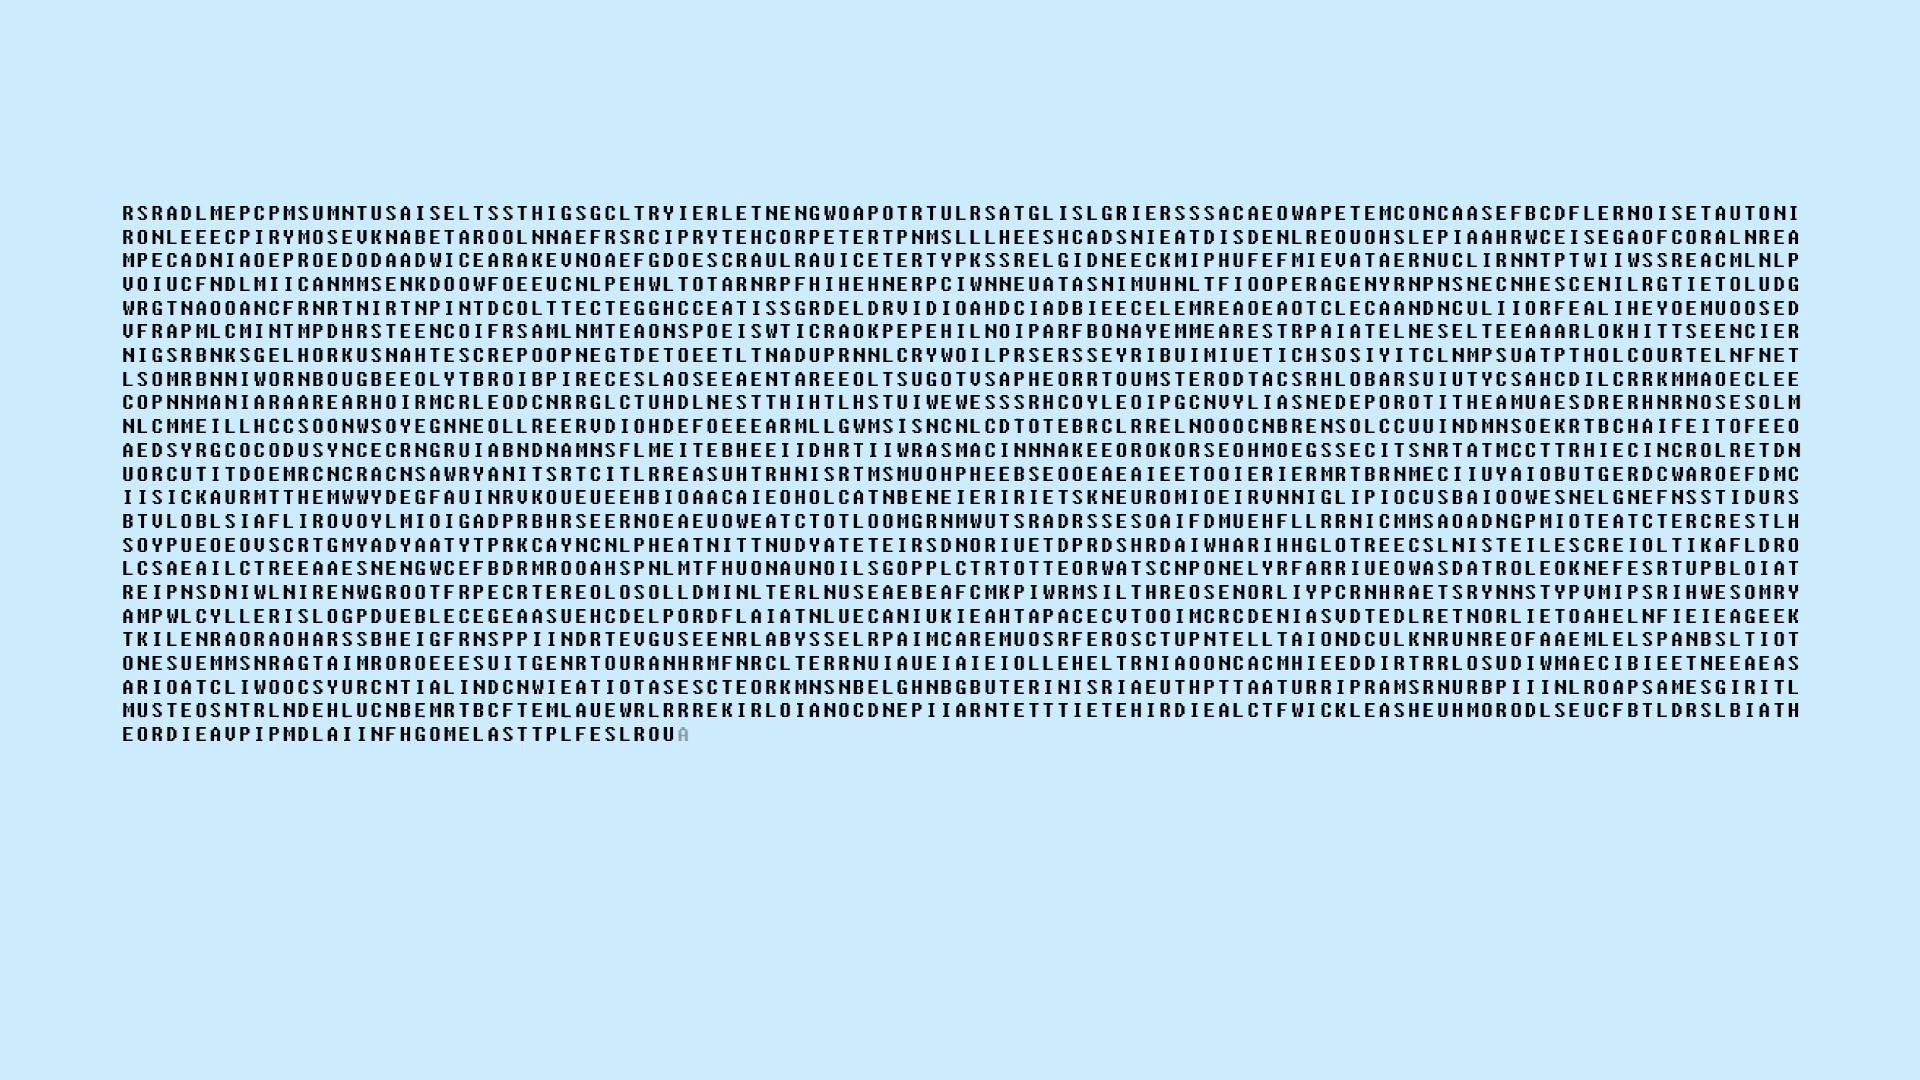 RSRADLMEPCPMSUMNTUSAISELTSSTHIGSGCLTRYIERLETNENGWOAPOTRTULRSATGLISLGRIERSSSACAEOWAPETEMCONCAASEFBCDFLERNOISETAUTONI
RONLEEECPIRYMOSEVKNABETAROOLNNAEFRSRCIPRYTEHCORPETERTPNMSLLLHEESHCADSNIEATDISDENLREOUOHSLEPIAAHRWCEISEGAOFCORALNREA
MPECADNIAOEPROEDODAADWICEARAKEVNOAEFGDOESCRAULRAUICETERTYPKSSRELGIDNEECKMIPHUFEFMIEVATAERNUCLIRNNTPTWIIWSSREACMLNLP
VOIUCFNDLMIICANMMSENKDOOWFOEEUCNLPEHWLTOTARNRPFHIHEHNERPCIWNNEUATASNIMUHNLTFIOOPERAGENYRNPNSNECNHESCENILRGTIETOLUDG
WRGTNAOOANCFRNRTNIRTNPINTDCOLTTECTEGGHCCEATISSGRDELDRVIDIOAHDCIADBIEECELEMREAOEAOTCLECAANDNCULIIORFEALIHEYOEMUOOSED
VFRAPMLCMINTMPDHRSTEENCOIFRSAMLNMTEAONSPOEISWTICRAOKPEPEHILNOIPARFBONAYEMMEARESTRPAIATELNESELTEEAAARLOKHITTSEENCIER
NIGSRBNKSGELHORKUSNAHTESCREPOOPNEGTDETOEETLTNADUPRNNLCRYWOILPRSERSSEYRIBUIMIUETICHSOSIYITCLNMPSUATPTHOLCOURTELNFNET
LSOMRBNNIWORNBOUGBEEOLYTBROIBPIRECESLAOSEEAENTAREEOLTSUGOTVSAPHEORRTOUMSTERODTACSRHLOBARSUIUTYCSAHCDILCRRKMMAOECLEE
COPNNMANIARAAREARHOIRMCRLEODCNRRGLCTUHDLNESTTHIHTLHSTUIWEWESSSRHCOYLEOIPGCNVYLIASNEDEPOROTITHEAMUAESDRERHNRNOSESOLM
NLCMMEILLHCCSOONWSOYEGNNEOLLREERVDIOHDEFOEEEARMLLGWMSISNCNLCDTOTEBRCLRRELNOOOCNBRENSOLCCUUINDMNSOEKRTBCHAIFEITOFEEO
AEDSYRGCOCODUSYNCECRNGRUIABNDNAMNSFLMEITEBHEEIIDHRTIIWRASMACINNNAKEEOROKORSEOHMOEGSSECITSNRTATMCCTTRHIECINCROLRETDN
UORCUTITDOEMRCNCRACNSAWRYANITSRTCITLRREASUHTRHNISRTMSMUOHPHEEBSEOOEAEAIEETOOIERIERMRTBRNMECIIUYAIOBUTGERDCWAROEFDMC
IISICKAURMTTHEMWWYDEGFAUINRVKOUEUEEHBIOAACAIEOHOLCATNBENEIERIRIETSKNEUROMIOEIRVNNIGLIPIOCUSBAIOOWESNELGNEFNSSTIDURS
BTVLOBLSIAFLIROVOYLMIOIGADPRBHRSEERNOEAEUOWEATCTOTLOOMGRNMWUTSRADRSSESOAIFDMUEHFLLRRNICMMSAOADNGPMIOTEATCTERCRESTLH
SOYPUEOEOVSCRTGMYADYAATYTPRKCAYNCNLPHEATNITTNUDYATETEIRSDNORIUETDPRDSHRDAIWHARIHHGLOTREECSLNISTEILESCREIOLTIKAFLDRO
LCSAEAILCTREEAAESNENGWCEFBDRMROOAHSPNLMTFHUONAUNOILSGOPPLCTRTOTTEORWATSCNPONELYRFARRIUEOWASDATROLEOKNEFESRTUPBLOIAT
REIPNSDNIWLNIRENWGROOTFRPECRTEREOLOSOLLDMINLTERLNUSEAEBEAFCMKPIWRMSILTHREOSENORLIYPCRNHRAETSRYNNSTYPVMIPSRIHWESOMRY
AMPWLCYLLERISLOGPDUEBLECEGEAASUEHCDELPORDFLAIATNLUECANIUKIEAHTAPACECVTOOIMCRCDENIASVDTEDLRETNORLIETOAHELNFIEIEAGEEK
TKILENRAORAOHARSSBHEIGFRNSPPIINDRTEVGUSEENRLABYSSELRPAIMCAREMUOSRFEROSCTUPNTELLTAIONDCULKNRUNREOFAAEMLELSPANBSLTIOT
ONESUEMMSNRAGTAIMROROEEESUITGENRTOURANHRMFNRCLTERRNUIAUEIAIEIOLLEHELTRNIAOONCACMHIEEDDIRTRRLOSUDIWMAECIBIEETNEEAEAS
ARIOATCLIWOOCSYURCNTIALINDCNWIEATIOTASESCTEORKMNSNBELGHNBGBUTERINISRIAEUTHPTTAATURRIPRAMSRNURBPIIINLROAPSAMESGIRITL
MUSTEOSNTRLNDEHLUCNBEMRTBCFTEMLAUEWRLRRREKIRLOIANOCDNEPIIARNTETTTIETEHIRDIEALCTFWICKLEASHEUHMORODLSEUCFBTLDRSLBIATH
EORDIEAVPIPMDLAIINFHGOMELASTTPLFESLROUA